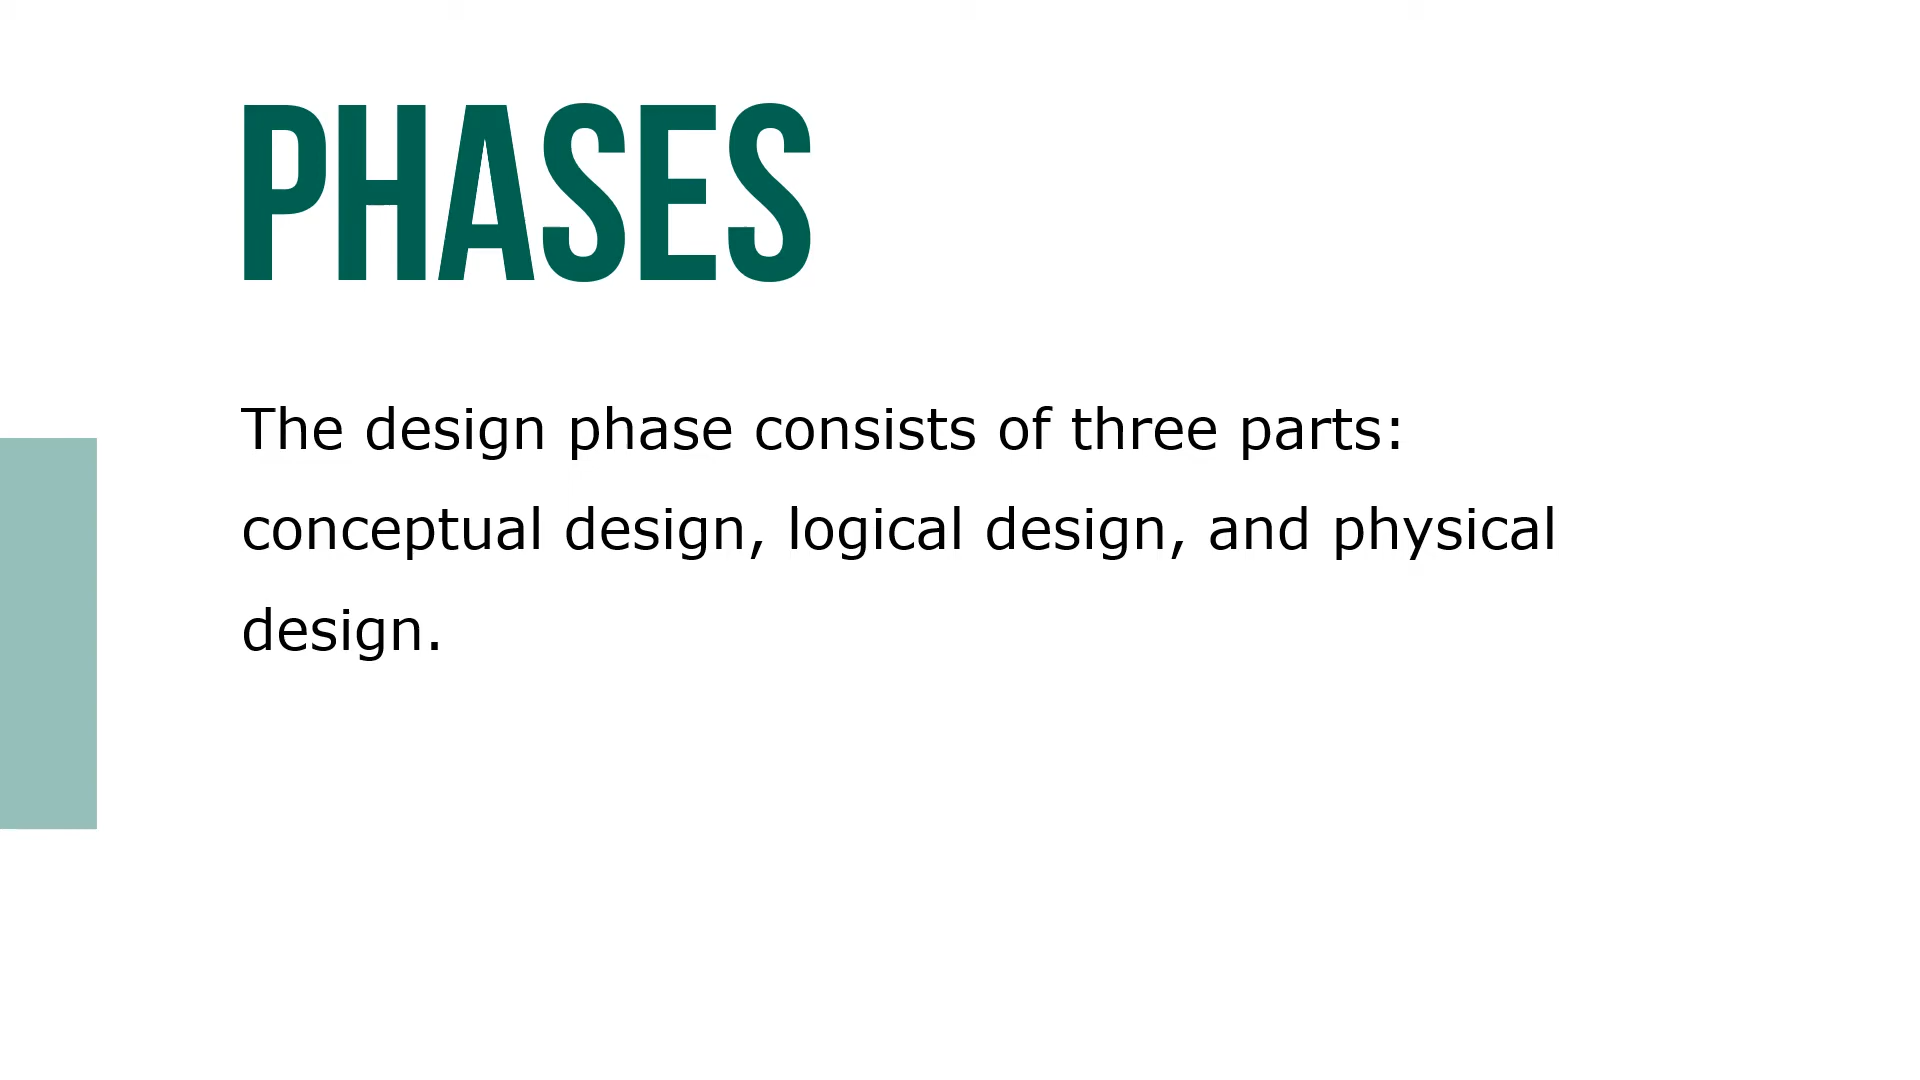 PHASES
The design phase consists of three parts:
conceptual design, logical design, and physical
design.